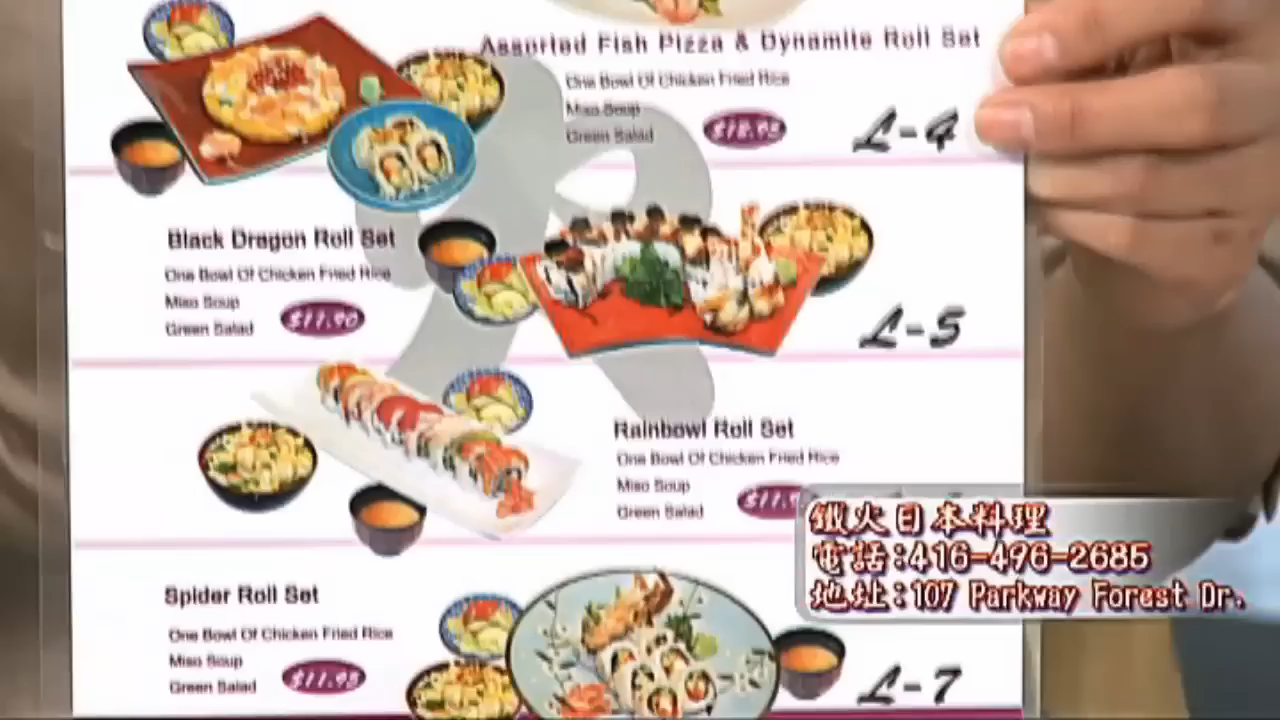 Assorted Fish Pizza & Dynamite Roll Set
One Bowl Of Chicken Fried Rice
Miso Soup
Green Salad
L-4
Black Dragon Roll Set
One Bowl Of Chicken Fried Rice
Miso Soup
Green Salad
$11.90
L-5
Rainbowl Roll Set
One Bowl Of Chicken Fried Rice
Miso Soup
Green Salad
鐵火日本料理
電話:416-496-2685
地址:107 Parkway Forest Dr.
Spider Roll Set
One Bowl Of Chicken Fried Rice
Miso Soup
Green Salad
$11.95
L-7